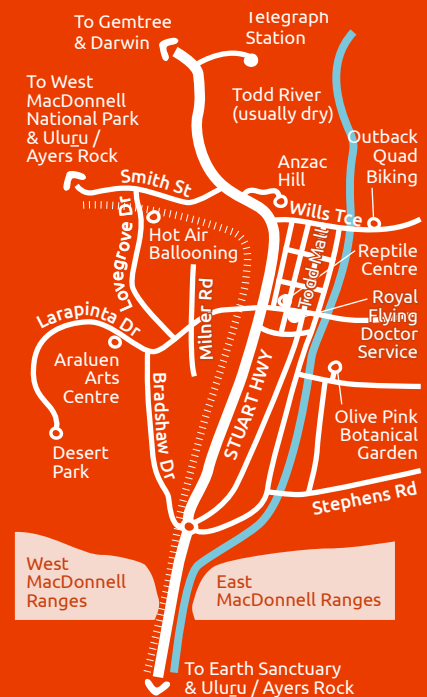 To Gemtree
& Darwin
Telegraph
Station
To West
MacDonnell
National Park
& Uluru /
Ayers Rock
Todd River
(usually dry)
Outback
Quad
Biking
Anzac
Hill
Smith St
Wills Tce
Lovegrove Dr
Hot Air
Ballooning
Todd Mall
Reptile
Centre
Milner Rd
Royal
Flying
Doctor
Service
Larapinta Dr
Araluen
Arts
Centre
Bradshaw Dr
STUART HWY
Desert
Park
Olive Pink
Botanical
Garden
Stephens Rd
West
MacDonnell
Ranges
East
MacDonnell Ranges
To Earth Sanctuary
& Uluru / Ayers Rock